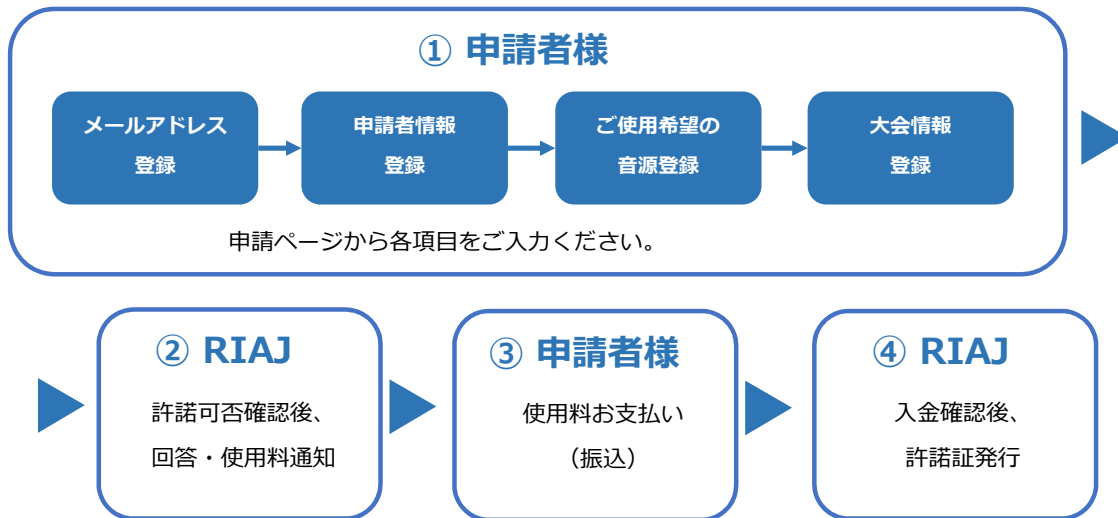 ① 申請者様
メールアドレス
登録
申請者情報
登録
ご使用希望の
音源登録
大会情報
登録
申請ページから各項目をご入力ください。
② RIAJ
許諾可否確認後、
回答・使用料通知
③ 申請者様
使用料お支払い
（振込）
④ RIAJ
入金確認後、
許諾証発行